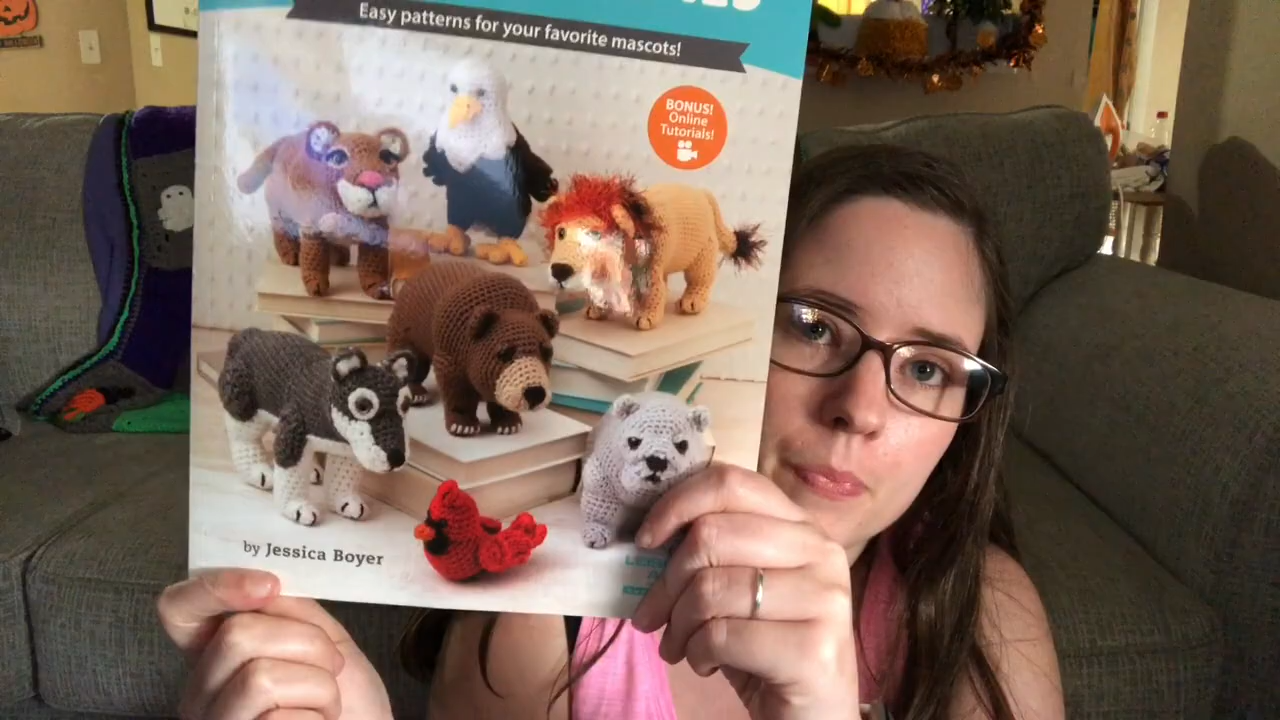 Easy patterns for your favorite mascots!
BONUS!
Online
Tutorials!
by Jessica Boyer